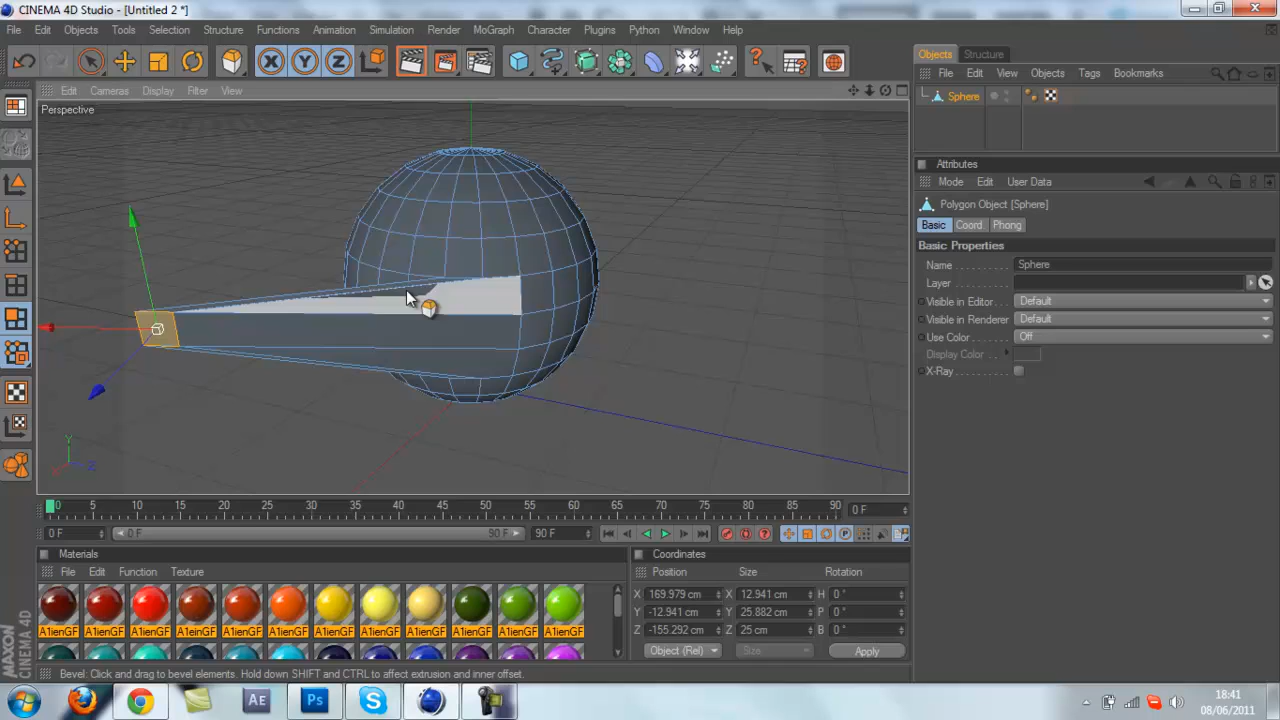 CINEMA 4D Studio - [Untitled 2 *]
File Edit Objects Tools Selection Structure Functions Animation Simulation Render MoGraph Character Plugins Python Window Help
X Y Z
Objects Structure
File Edit View Objects Tags Bookmarks
Edit Cameras Display Filter View
Perspective
Sphere
Attributes
Mode Edit User Data
Polygon Object [Sphere]
Basic Coord Phong
Basic Properties
Name Sphere
Layer
Visible in Editor Default
Visible in Renderer Default
Use Color Off
Display Color
X-Ray
Y
X Z
0 5 10 15 20 25 30 35 40 45 50 55 60 65 70 75 80 85 90 0 F
0 F 0 F 90 F 90 F
Materials
File Edit Function Texture
A1ienGF A1ienGF A1ienGF A1ienGF A1ienGF A1ienGF A1ienGF A1ienGF A1ienGF A1ienGF A1ienGF A1ienGF
Coordinates
Position Size Rotation
X 169.979 cm X 12.941 cm H 0 °
Y -12.941 cm Y 25.882 cm P 0 °
Z -155.292 cm Z 25 cm B 0 °
Object (Rel) Size Apply
MAXON CINEMA 4D
Bevel: Click and drag to bevel elements. Hold down SHIFT and CTRL to affect extrusion and inner offset.
Ae Ps
18:41
08/06/2011